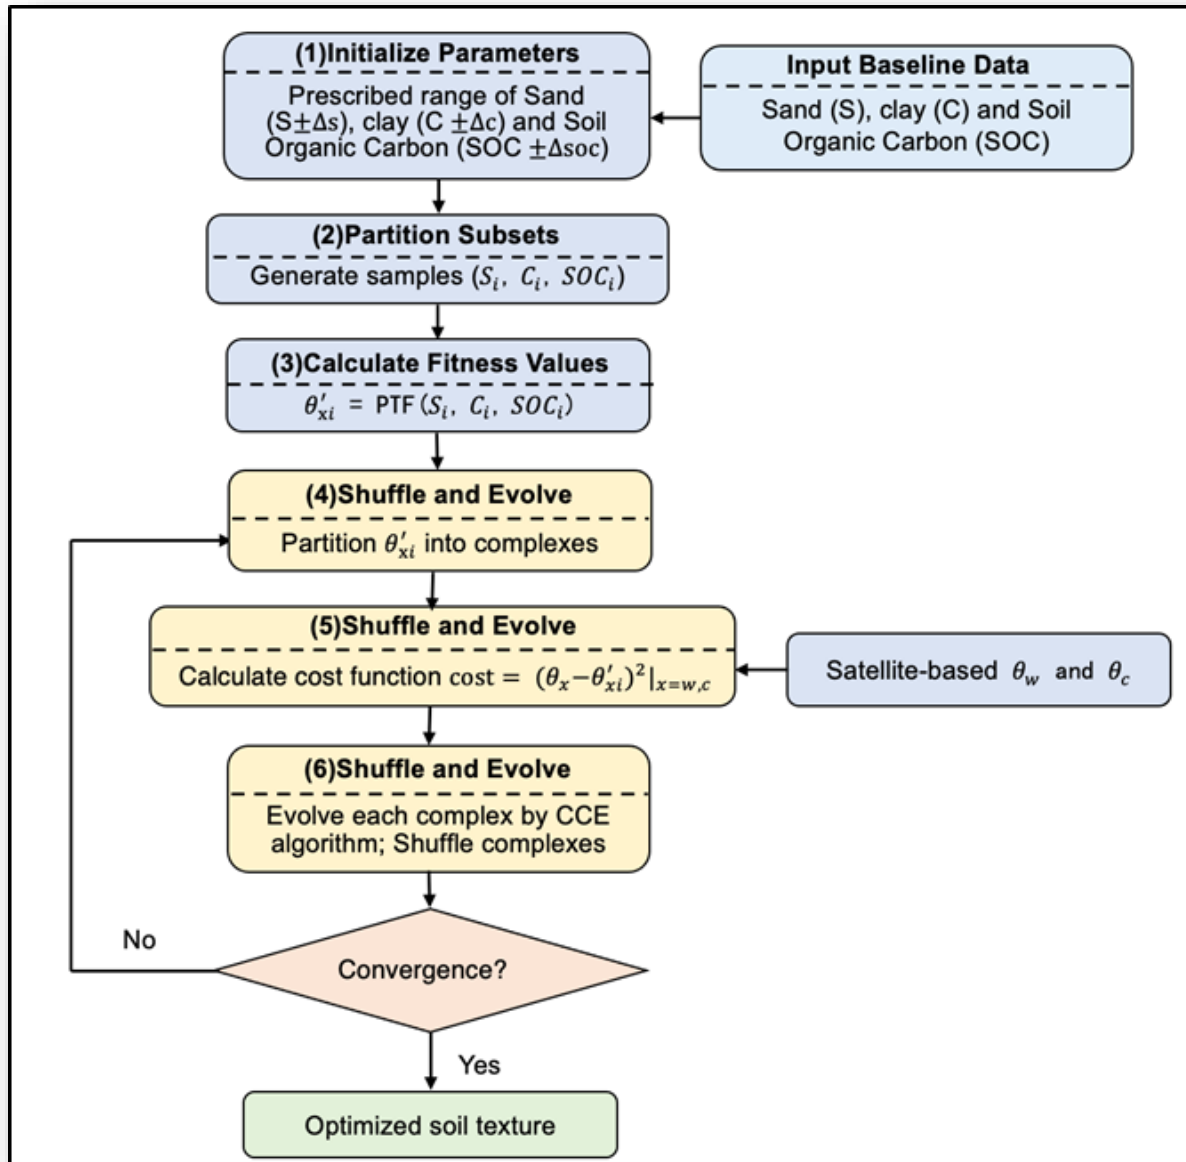 (1)Initialize Parameters
Prescribed range of Sand
(S±Δs), clay (C ±Δc) and Soil
Organic Carbon (SOC ±Δsoc)
Input Baseline Data
Sand (S), clay (C) and Soil
Organic Carbon (SOC)
(2)Partition Subsets
Generate samples (Sᵢ, Cᵢ, SOCᵢ)
(3)Calculate Fitness Values
θ′ₓᵢ = PTF(Sᵢ, Cᵢ, SOCᵢ)
(4)Shuffle and Evolve
Partition θ′ₓᵢ into complexes
(5)Shuffle and Evolve
Calculate cost function cost = (θₓ−θ′ₓᵢ)²|x=w,c
Satellite-based θw and θc
(6)Shuffle and Evolve
Evolve each complex by CCE
algorithm; Shuffle complexes
No
Convergence?
Yes
Optimized soil texture